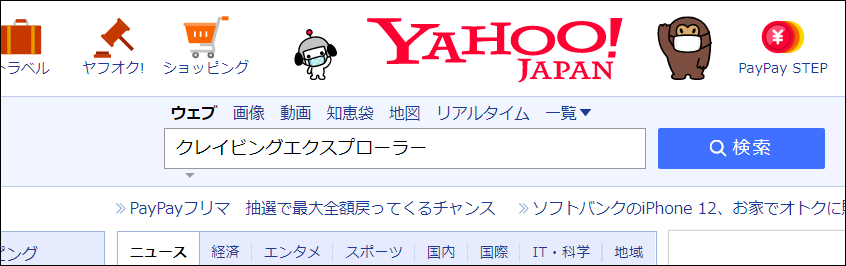 YAHOO!
JAPAN
トラベル ヤフオク! ショッピング PayPay STEP
ウェブ 画像 動画 知恵袋 地図 リアルタイム 一覧▼
クレイビングエクスプローラー 検索
PayPayフリマ 抽選で最大全額戻ってくるチャンス ソフトバンクのiPhone 12、お家でオトクに
ピング ニュース 経済 エンタメ スポーツ 国内 国際 IT・科学 地域